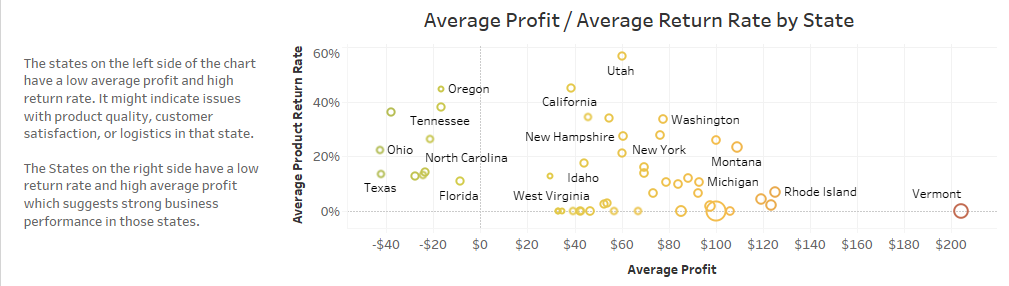 Average Profit / Average Return Rate by State
The states on the left side of the chart
have a low average profit and high
return rate. It might indicate issues
with product quality, customer
satisfaction, or logistics in that state.
The States on the right side have a low
return rate and high average profit
which suggests strong business
performance in those states.
Average Product Return Rate
60%
40%
20%
0%
Utah
Oregon
California
Tennessee
Washington
New Hampshire
Ohio
New York
North Carolina
Montana
Idaho
Texas
Michigan
Florida
West Virginia
Rhode Island
Vermont
-$40 -$20 $0 $20 $40 $60 $80 $100 $120 $140 $160 $180 $200
Average Profit